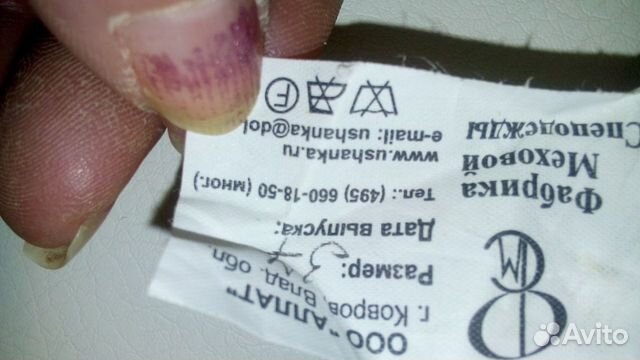 ООО "АЛЛАТ"
г. Ковров, Влад. обл.
Размер:
Дата выпуска:
Тел.: (495) 660-18-50 (мног.)
www.ushanka.ru
e-mail: ushanka@dol
F
Фабрика
Меховой
Спецодежды
Avito